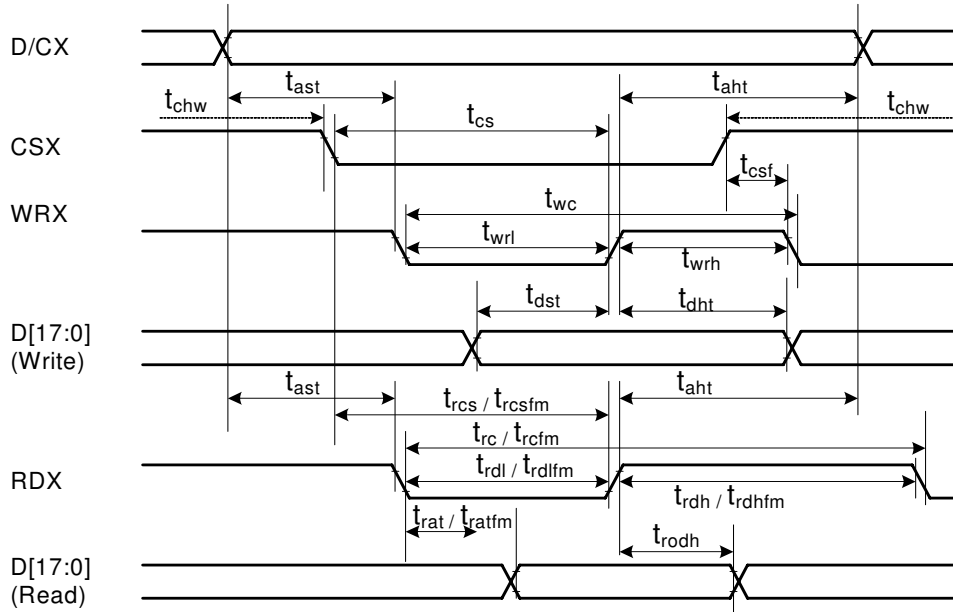 D/CX
tast
taht
tchw
tchw
tcs
CSX
tcsf
WRX
twc
twrl
twrh
tdst
tdht
D[17:0]
(Write)
tast
taht
trcs / trcsfm
trc / trcfm
RDX
trdl / trdlfm
trdh / trdhfm
trat / tratfm
trodh
D[17:0]
(Read)